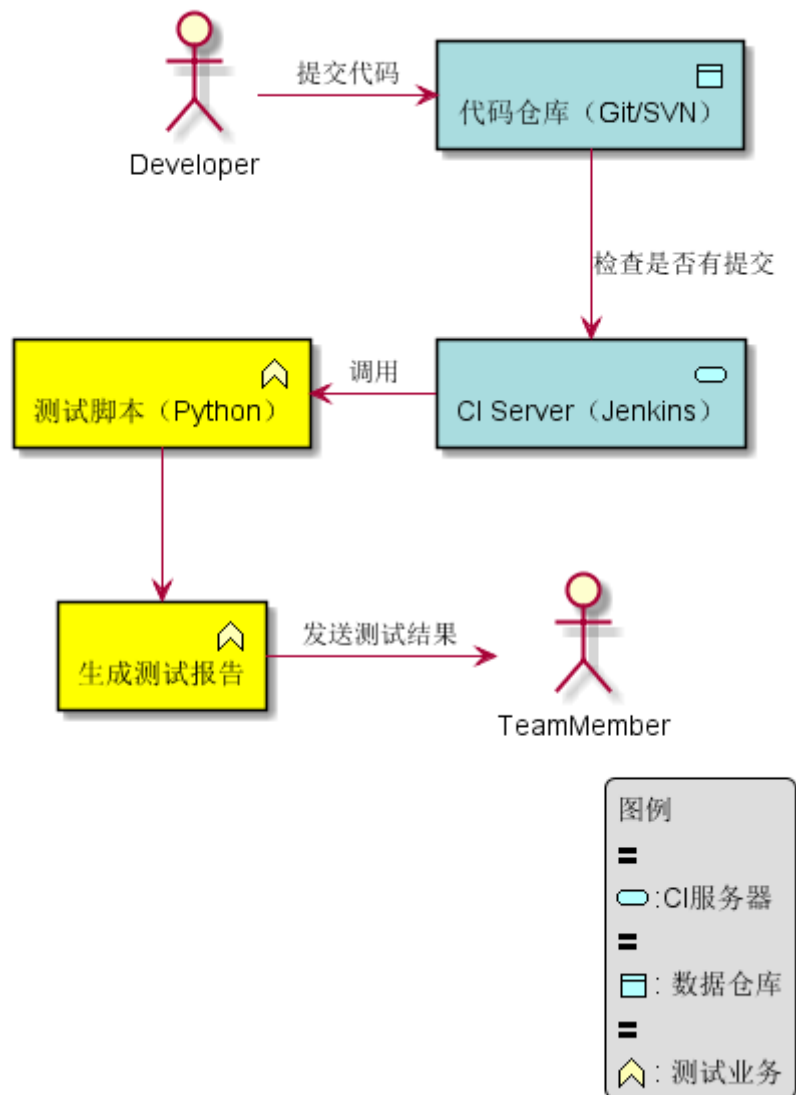 提交代码
代码仓库（Git/SVN）
Developer
检查是否有提交
测试脚本（Python）
调用
CI Server（Jenkins）
生成测试报告
发送测试结果
TeamMember
图例
=
:CI服务器
=
: 数据仓库
=
: 测试业务